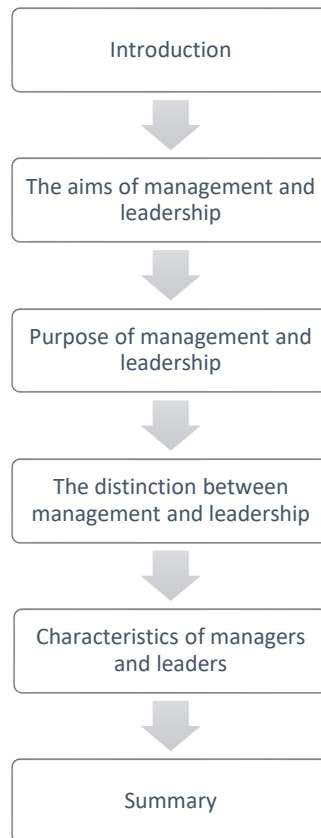 Introduction
The aims of management and
leadership
Purpose of management and
leadership
The distinction between
management and leadership
Characteristics of managers
and leaders
Summary